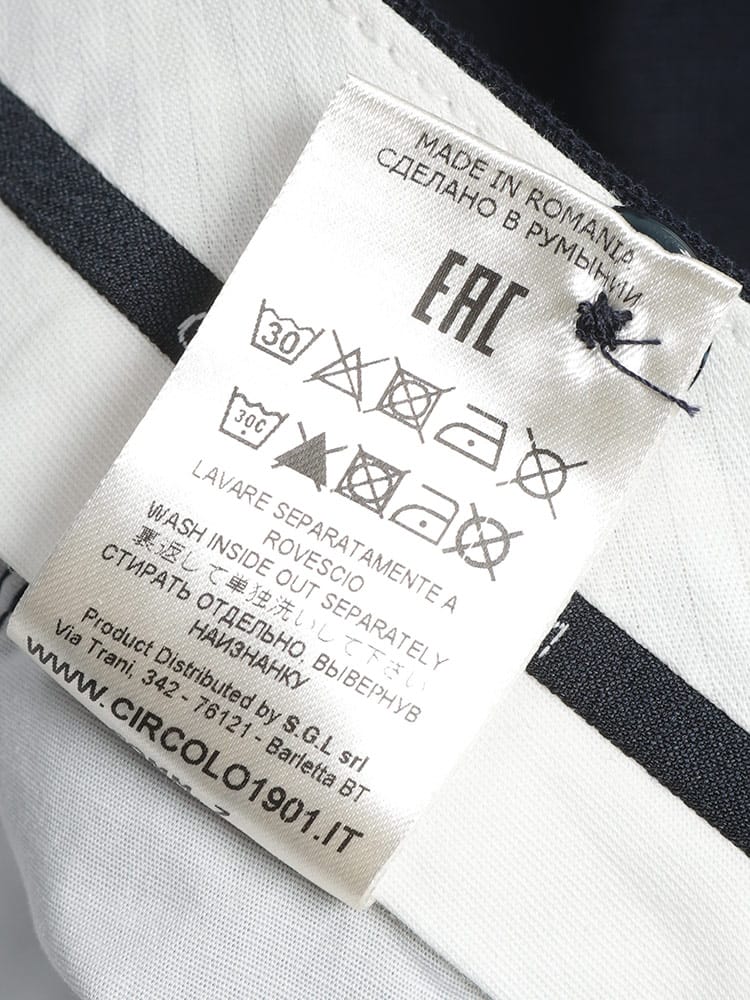 MADE IN ROMANIA
СДЕЛАНО В РУМЫНИИ
EAC
30
30C
LAVARE SEPARATAMENTE A
ROVESCIO
WASH INSIDE OUT SEPARATELY
裏返して単独洗いして下さい
СТИРАТЬ ОТДЕЛЬНО, ВЫВЕРНУВ
НАИЗНАНКУ
Product Distributed by S.G.L srl
Via Trani, 342 - 76121 - Barletta BT
WWW.CIRCOLO1901.IT